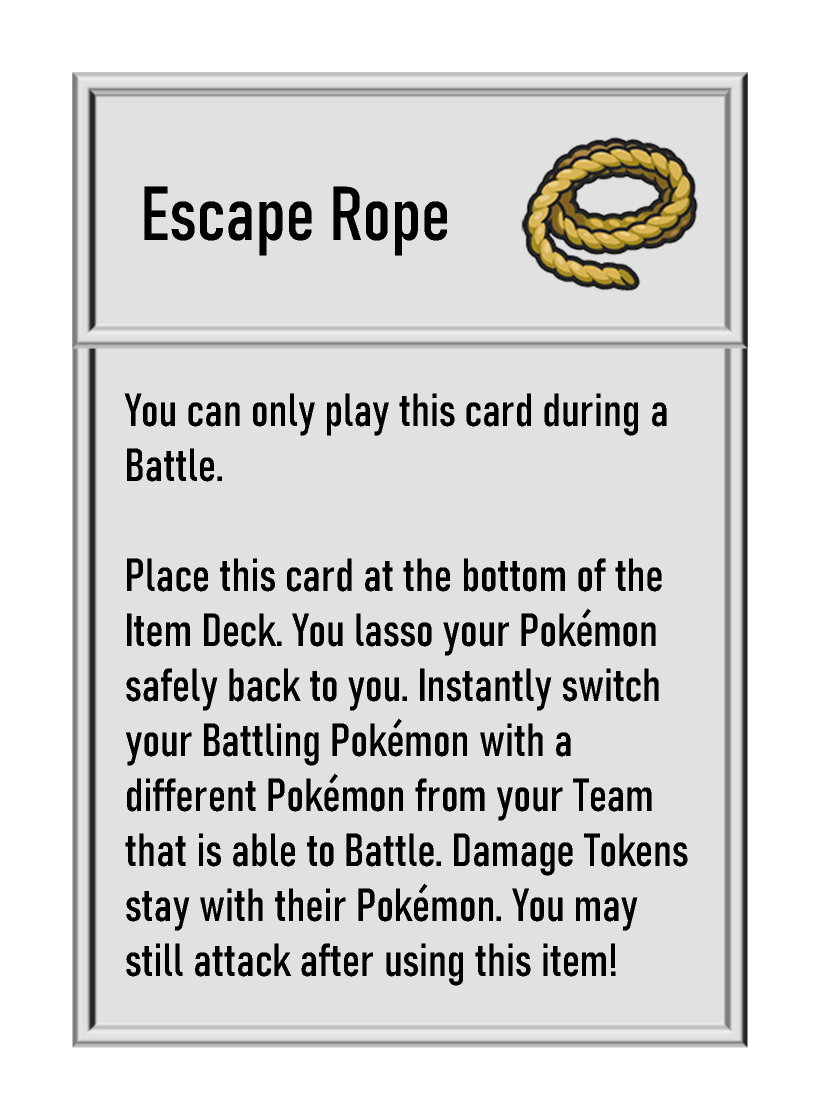 Escape Rope
You can only play this card during a
Battle.
Place this card at the bottom of the
Item Deck. You lasso your Pokémon
safely back to you. Instantly switch
your Battling Pokémon with a
different Pokémon from your Team
that is able to Battle. Damage Tokens
stay with their Pokémon. You may
still attack after using this item!